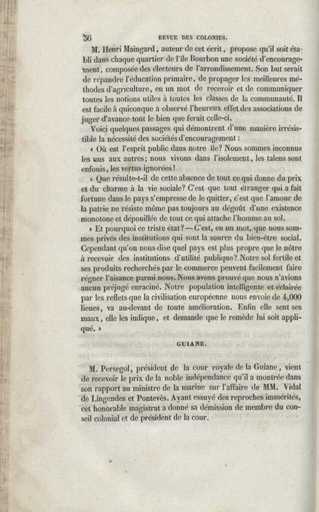 36 REVUE DES COLONIES.
M. Henri Maingard, auteur de cet écrit, propose qu'il soit éta-
bli dans chaque quartier de l'île Bourbon une société d'encourage-
ment, composée des électeurs de l'arrondissement. Son but serait
de répandre l'éducation primaire, de propager les meilleures mé-
thodes d'agriculture, en un mot de recevoir et de communiquer
toutes les notions utiles à toutes les classes de la communauté. Il
est facile à quiconque a observé l'heureux effet des associations de
juger d'avance tout le bien que ferait celle-ci.
Voici quelques passages qui démontrent d'une manière irrésis-
tible la nécessité des sociétés d'encouragement :
« Où est l'esprit public dans notre île? Nous sommes inconnus
les uns aux autres; nous vivons dans l'isolement, les talens sont
enfouis, les vertus ignorées!
» Que résulte-t-il de cette absence de tout ce qui donne du prix
et du charme à la vie sociale? C'est que tout étranger qui a fait
fortune dans le pays s'empresse de le quitter, c'est que l'amour de
la patrie ne résiste même pas toujours au dégoût d'une existence
monotone et dépouillée de tout ce qui attache l'homme au sol.
» Et pourquoi ce triste état? — C'est, en un mot, que nous som-
mes privés des institutions qui sont la source du bien-être social.
Cependant qu'on nous dise quel pays est plus propre que le nôtre
à recevoir des institutions d'utilité publique? Notre sol fertile et
ses produits recherchés par le commerce peuvent facilement faire
régner l'aisance parmi nous. Nous avons prouvé que nous n'avions
aucun préjugé enraciné. Notre population intelligente et éclairée
par les reflets que la civilisation européenne nous envoie de 4,000
lieues, va au-devant de toute amélioration. Enfin elle sent ses
maux, elle les indique, et demande que le remède lui soit appli-
qué. »
GUIANE.
M. Persegol, président de la cour royale de la Guiane, vient
de recevoir le prix de la noble indépendance qu'il a montrée dans
son rapport au ministre de la marine sur l'affaire de MM. Vidal
de Lingendes et Pontevès. Ayant essuyé des reproches immérités,
cet honorable magistrat a donné sa démission de membre du con-
seil colonial et de président de la cour.